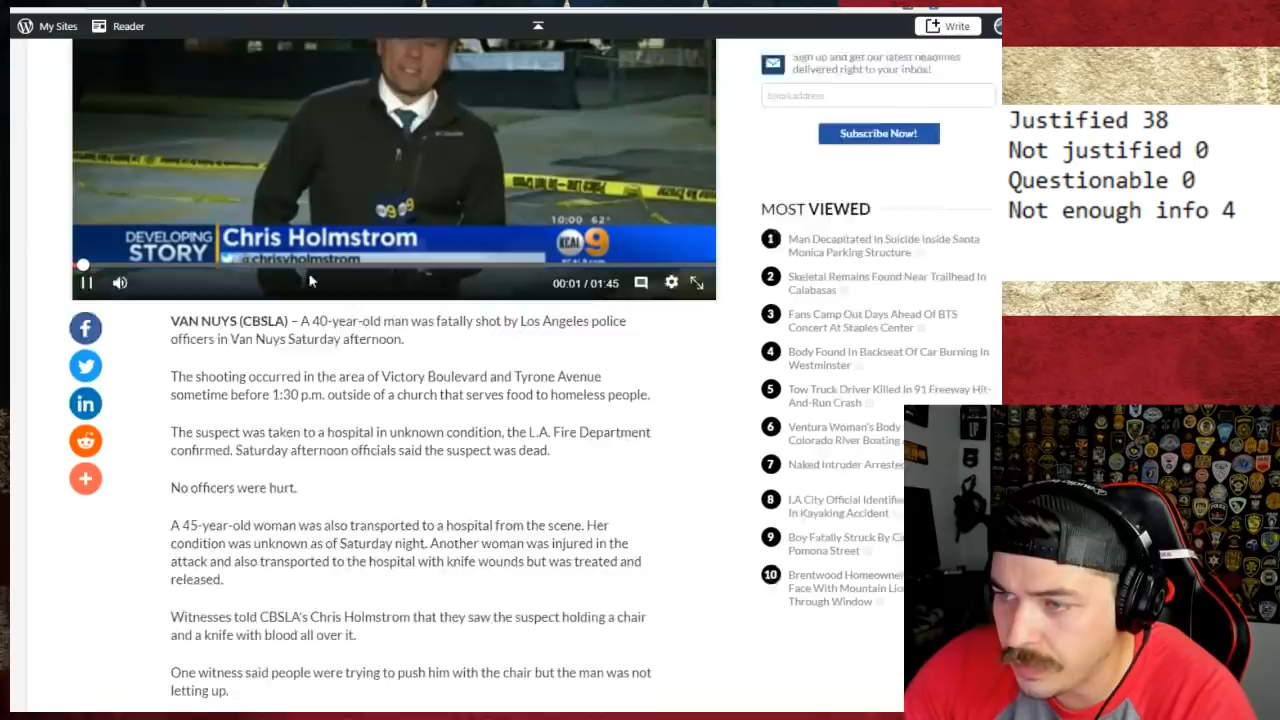 My Sites
Reader
Write
Sign up and get our latest headlines
delivered right to your inbox!
Email address
Subscribe Now!
Justified 38
Not justified 0
Questionable 0
Not enough info 4
DEVELOPING
STORY
Chris Holmstrom
@chrisvholmstrom
10:00 62°
KCAL 9
00:01 / 01:45
MOST VIEWED
1 Man Decapitated In Suicide Inside Santa
Monica Parking Structure
2 Skeletal Remains Found Near Trailhead In
Calabasas
3 Fans Camp Out Days Ahead Of BTS
Concert At Staples Center
4 Body Found In Backseat Of Car Burning In
Westminster
5 Tow Truck Driver Killed In 91 Freeway Hit-
And-Run Crash
6 Ventura Woman's Body
Colorado River Boating
7 Naked Intruder Arreste
8 LA City Official Identifi
In Kayaking Accident
9 Boy Fatally Struck By C
Pomona Street
10 Brentwood Homeowne
Face With Mountain Lio
Through Window
VAN NUYS (CBSLA) – A 40-year-old man was fatally shot by Los Angeles police
officers in Van Nuys Saturday afternoon.
The shooting occurred in the area of Victory Boulevard and Tyrone Avenue
sometime before 1:30 p.m. outside of a church that serves food to homeless people.
The suspect was taken to a hospital in unknown condition, the L.A. Fire Department
confirmed. Saturday afternoon officials said the suspect was dead.
No officers were hurt.
A 45-year-old woman was also transported to a hospital from the scene. Her
condition was unknown as of Saturday night. Another woman was injured in the
attack and also transported to the hospital with knife wounds but was treated and
released.
Witnesses told CBSLA's Chris Holmstrom that they saw the suspect holding a chair
and a knife with blood all over it.
One witness said people were trying to push him with the chair but the man was not
letting up.